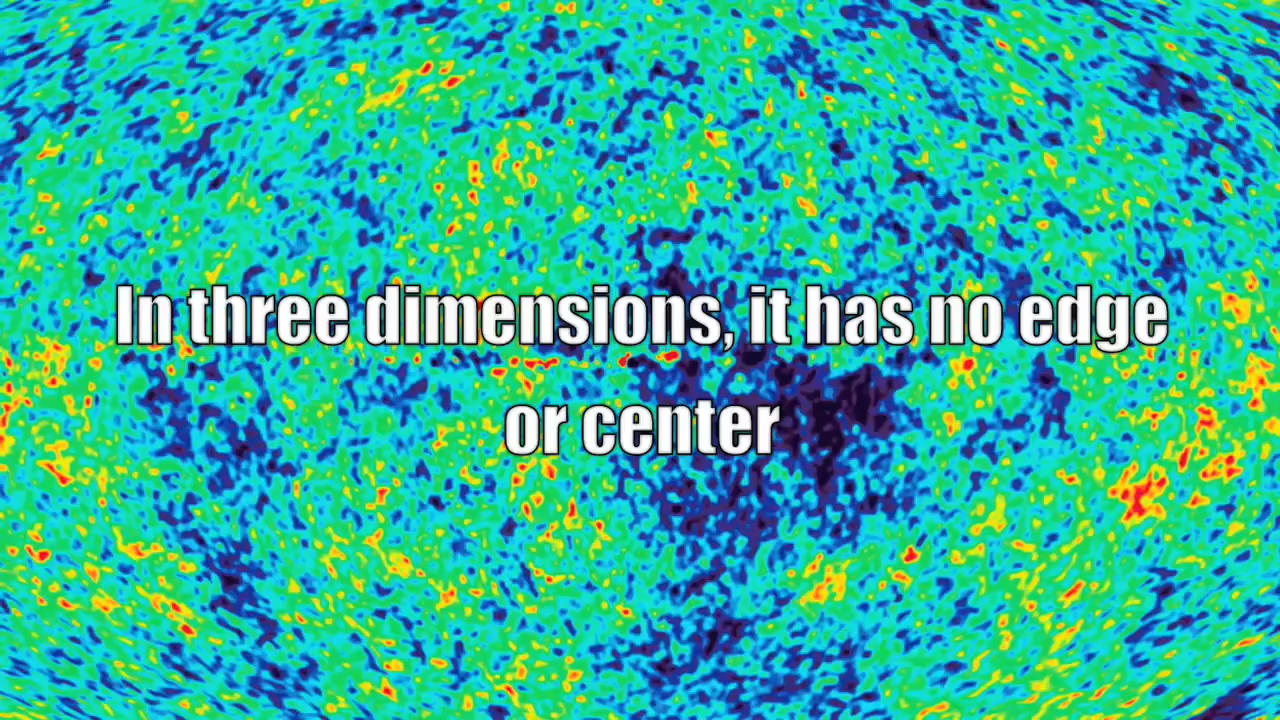 In three dimensions, it has no edge
or center